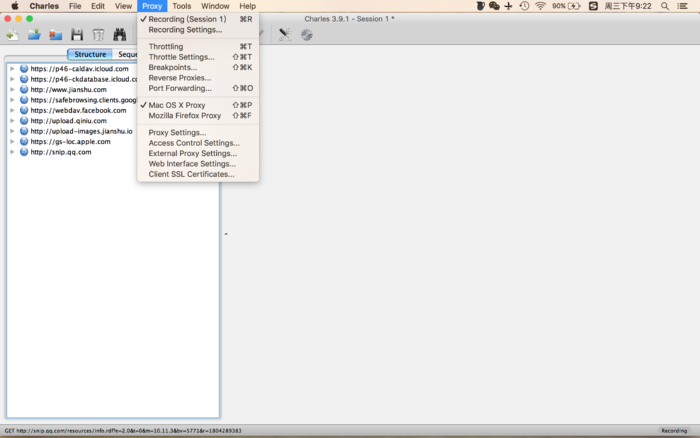 Charles File Edit View Proxy Tools Window Help 90% 周三下午9:22
Charles 3.9.1 - Session 1 *
Structure Seque
https://p46-caldav.icloud.com
https://p46-ckdatabase.icloud.co
http://www.jianshu.com
https://safebrowsing.clients.goog
https://webdav.facebook.com
http://upload.qiniu.com
http://upload-images.jianshu.io
https://gs-loc.apple.com
http://snip.qq.com
✓ Recording (Session 1) ⌘R
Recording Settings...
Throttling ⌘T
Throttle Settings... ⇧⌘T
Breakpoints... ⇧⌘K
Reverse Proxies...
Port Forwarding... ⇧⌘O
✓ Mac OS X Proxy ⇧⌘P
Mozilla Firefox Proxy ⇧⌘F
Proxy Settings...
Access Control Settings...
External Proxy Settings...
Web Interface Settings...
Client SSL Certificates...
GET http://snip.qq.com/resources/info.rdf?e=2.0&t=0&m=10.11.3&bv=5771&r=1804289383
Recording